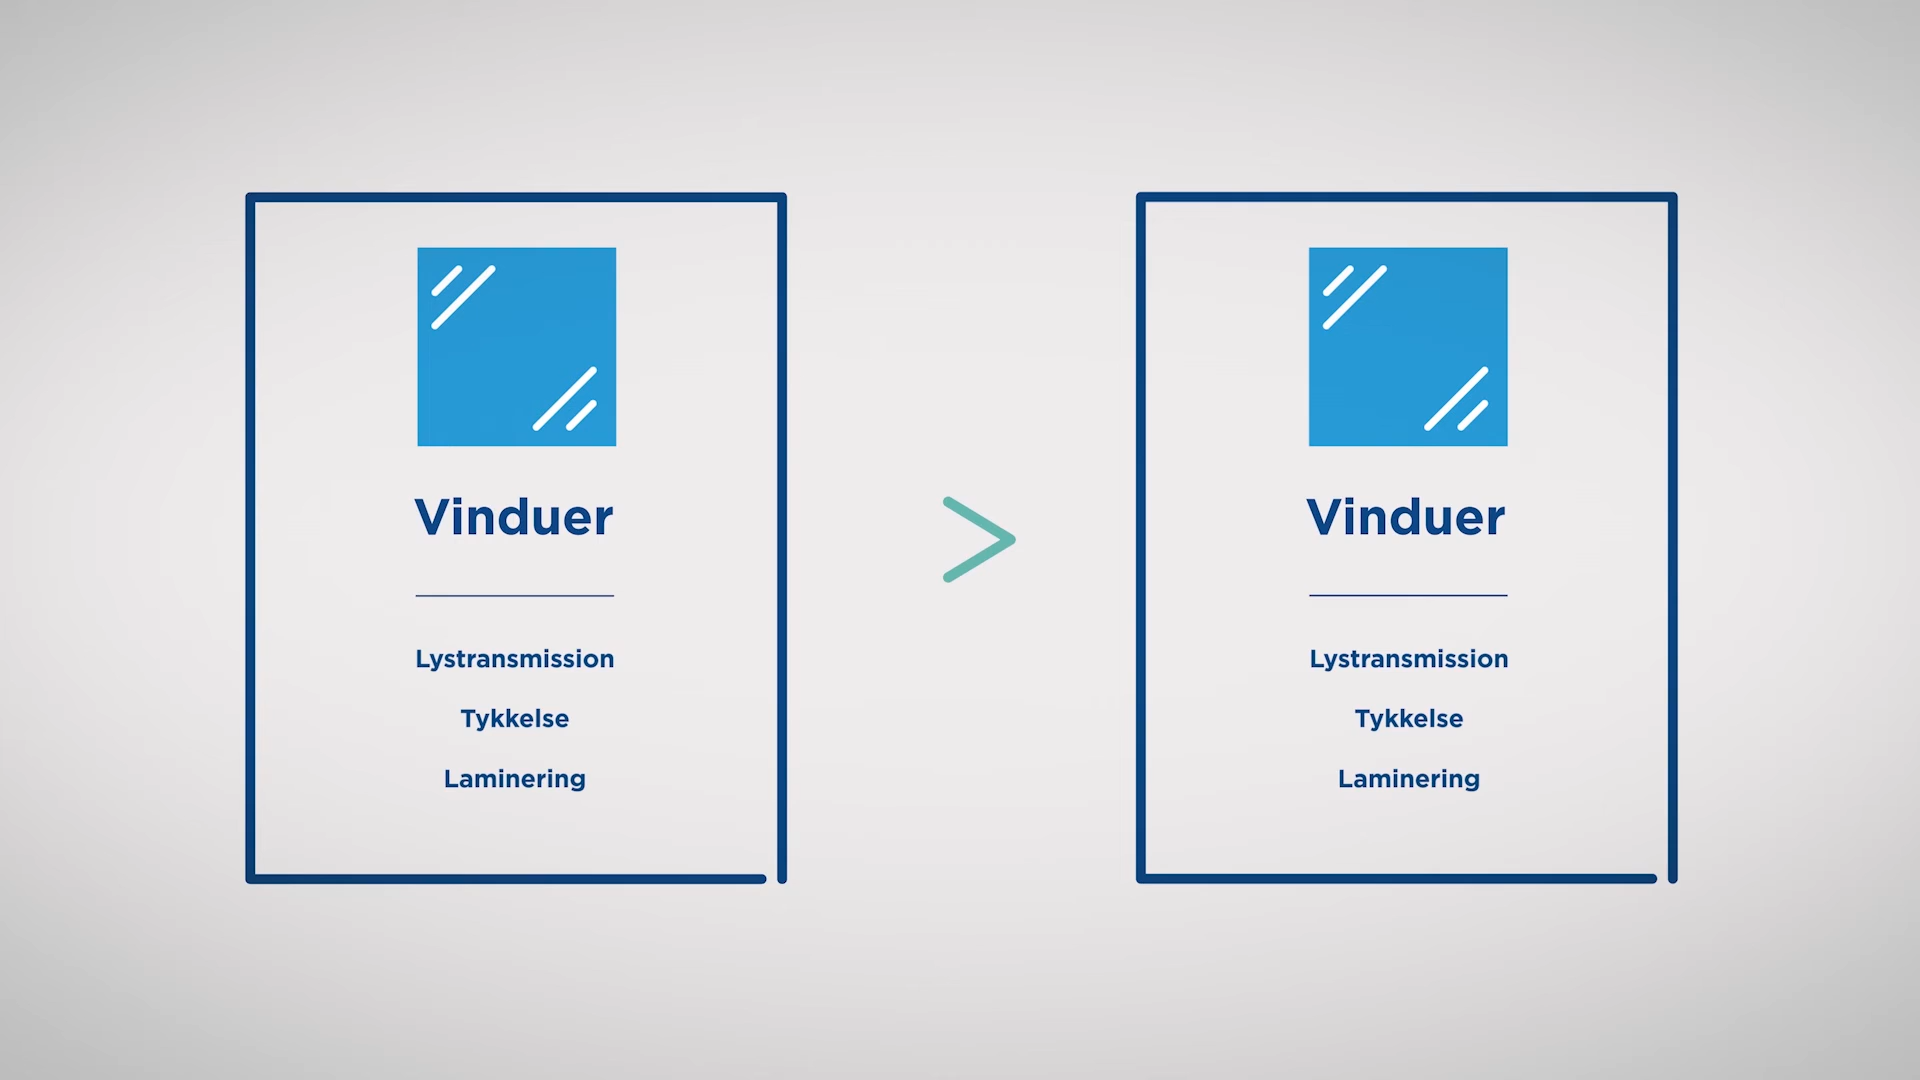 Vinduer
Lystransmission
Tykkelse
Laminering
>
Vinduer
Lystransmission
Tykkelse
Laminering